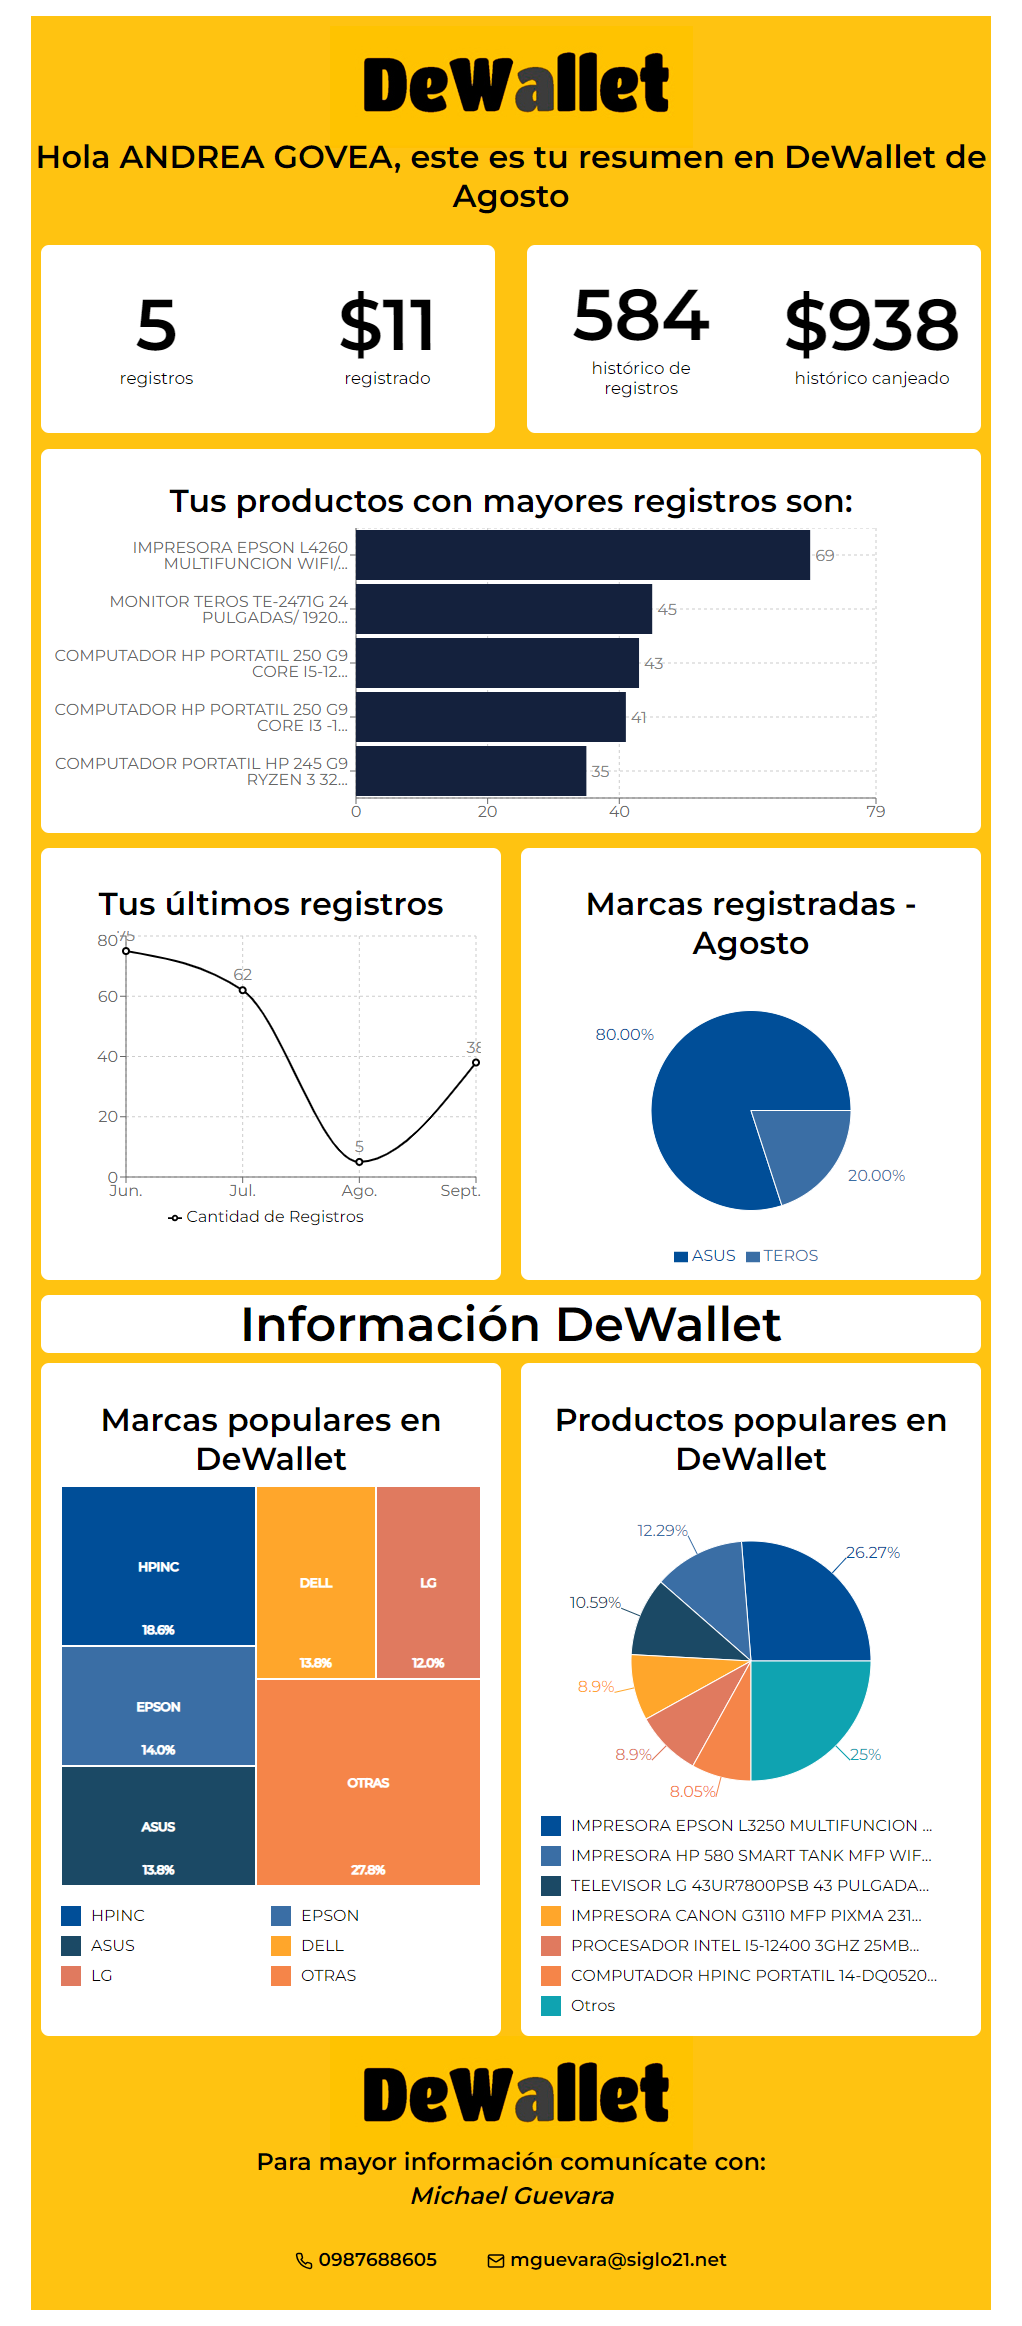 DeWallet
Hola ANDREA GOVEA, este es tu resumen en DeWallet de
Agosto
5
registros
$11
registrado
584
histórico de
registros
$938
histórico canjeado
Tus productos con mayores registros son:
IMPRESORA EPSON L4260
MULTIFUNCION WIFI/...
69
MONITOR TEROS TE-2471G 24
PULGADAS/ 1920...
45
COMPUTADOR HP PORTATIL 250 G9
CORE I5-12...
43
COMPUTADOR HP PORTATIL 250 G9
CORE I3 -1...
41
COMPUTADOR PORTATIL HP 245 G9
RYZEN 3 32...
35
0 20 40 79
Tus últimos registros
80
75
60
62
40
38
20
5
0
Jun. Jul. Ago. Sept.
Cantidad de Registros
Marcas registradas -
Agosto
80.00%
20.00%
ASUS TEROS
Información DeWallet
Marcas populares en
DeWallet
HPINC
18.6%
DELL
13.8%
LG
12.0%
EPSON
14.0%
ASUS
13.8%
OTRAS
27.8%
HPINC EPSON
ASUS DELL
LG OTRAS
Productos populares en
DeWallet
12.29%
26.27%
10.59%
8.9%
8.9%
25%
8.05%
IMPRESORA EPSON L3250 MULTIFUNCION ...
IMPRESORA HP 580 SMART TANK MFP WIF...
TELEVISOR LG 43UR7800PSB 43 PULGADA...
IMPRESORA CANON G3110 MFP PIXMA 231...
PROCESADOR INTEL I5-12400 3GHZ 25MB...
COMPUTADOR HPINC PORTATIL 14-DQ0520...
Otros
DeWallet
Para mayor información comunícate con:
Michael Guevara
0987688605 mguevara@siglo21.net